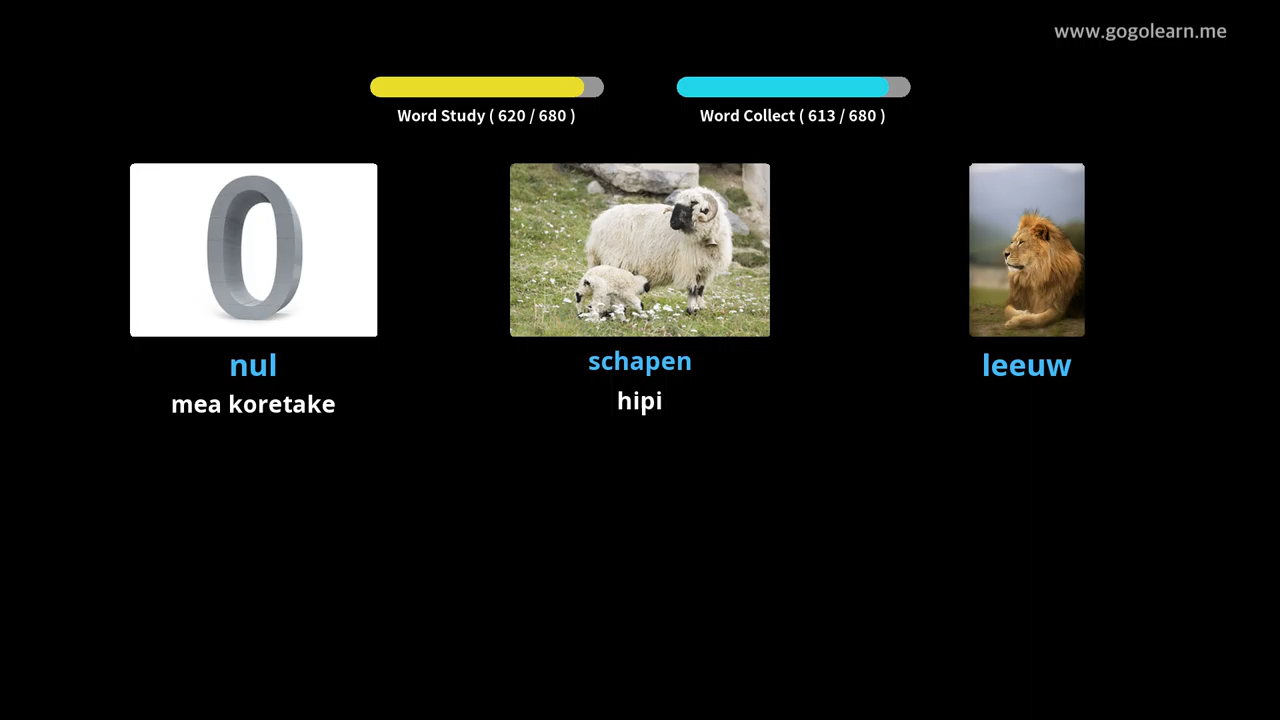 www.gogolearn.me
Word Study ( 620 / 680 )
Word Collect ( 613 / 680 )
nul
mea koretake
schapen
hipi
leeuw